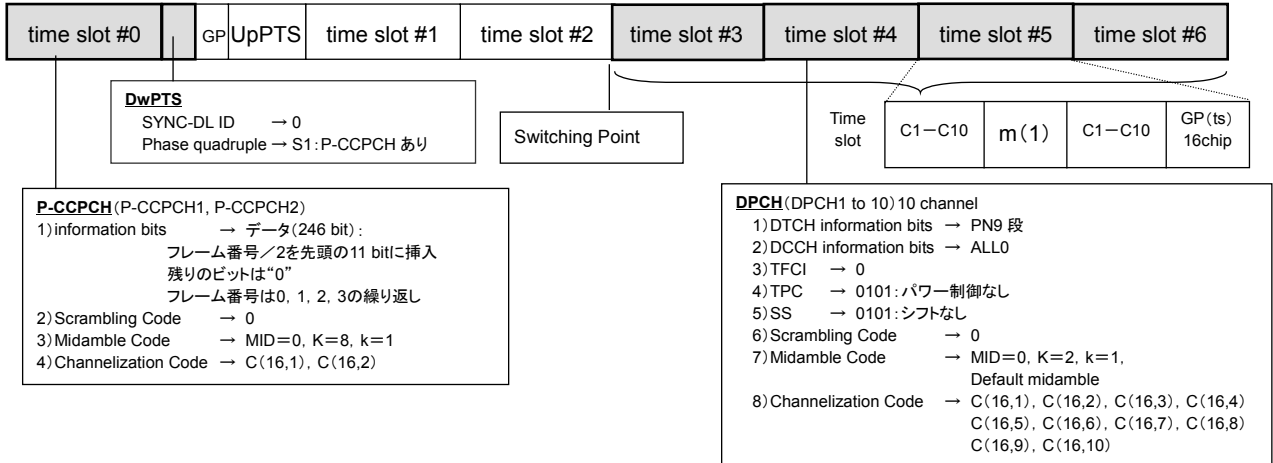 time slot #0 GP UpPTS time slot #1 time slot #2 time slot #3 time slot #4 time slot #5 time slot #6
DwPTS
SYNC-DL ID → 0
Phase quadruple → S1：P-CCPCH あり
Switching Point
Time
slot
C1－C10
m（1）
C1－C10
GP（ts）
16chip
P-CCPCH（P-CCPCH1, P-CCPCH2）
1）information bits → データ（246 bit）：
フレーム番号／2を先頭の11 bitに挿入
残りのビットは“0”
フレーム番号は0，1，2，3の繰り返し
2）Scrambling Code → 0
3）Midamble Code → MID＝0，K＝8，k＝1
4）Channelization Code → C（16,1），C（16,2）
DPCH（DPCH1 to 10）10 channel
1）DTCH information bits → PN9 段
2）DCCH information bits → ALL0
3）TFCI → 0
4）TPC → 0101：パワー制御なし
5）SS → 0101：シフトなし
6）Scrambling Code → 0
7）Midamble Code → MID＝0，K＝2，k＝1，
Default midamble
8）Channelization Code → C（16,1），C（16,2），C（16,3），C（16,4）
C（16,5），C（16,6），C（16,7），C（16,8）
C（16,9），C（16,10）